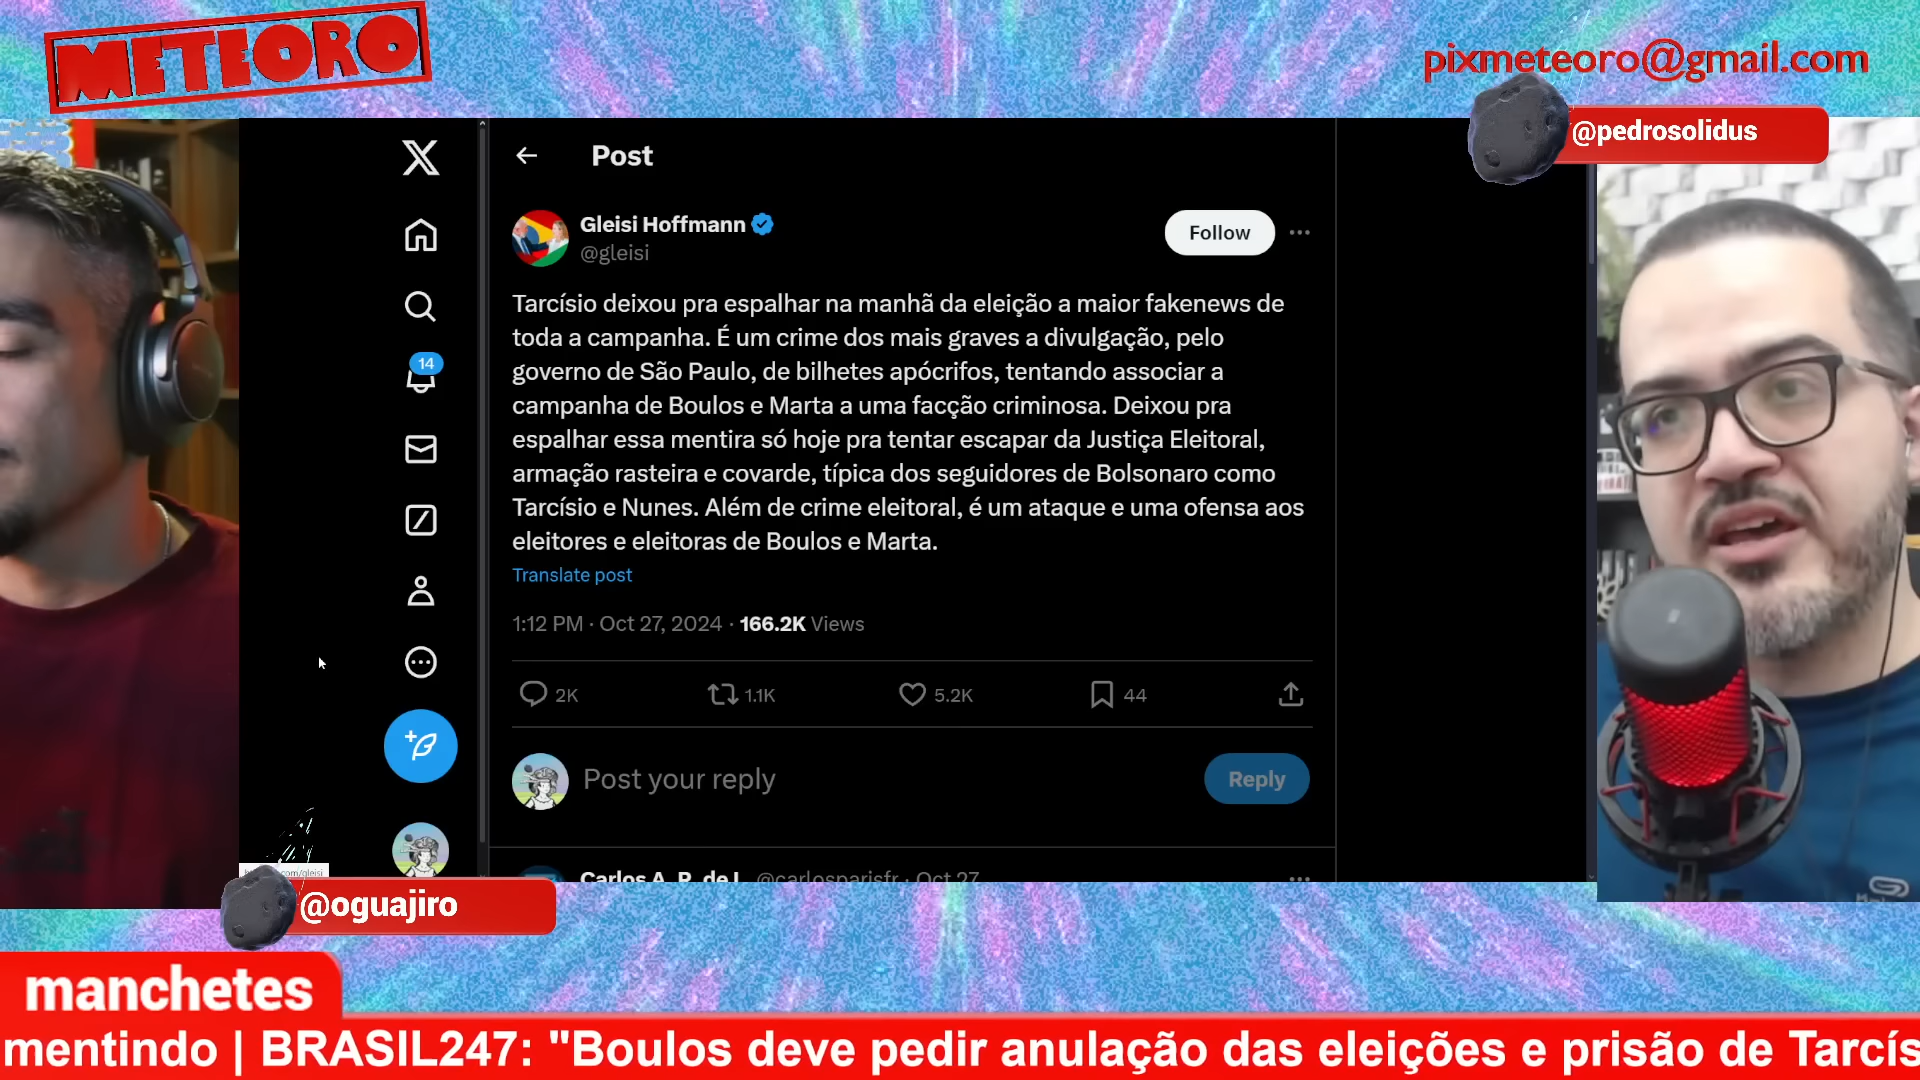 METEORO
pixmeteoro@gmail.com
@pedrosolidus
Post
Gleisi Hoffmann
@gleisi
Follow
Tarcísio deixou pra espalhar na manhã da eleição a maior fakenews de
toda a campanha. É um crime dos mais graves a divulgação, pelo
governo de São Paulo, de bilhetes apócrifos, tentando associar a
campanha de Boulos e Marta a uma facção criminosa. Deixou pra
espalhar essa mentira só hoje pra tentar escapar da Justiça Eleitoral,
armação rasteira e covarde, típica dos seguidores de Bolsonaro como
Tarcísio e Nunes. Além de crime eleitoral, é um ataque e uma ofensa aos
eleitores e eleitoras de Boulos e Marta.
Translate post
1:12 PM · Oct 27, 2024 · 166.2K Views
14
2K
1.1K
5.2K
44
Post your reply
Reply
Carlos A. P. de L @carlosparisfr · Oct 27
@oguajiro
manchetes
mentindo | BRASIL247: "Boulos deve pedir anulação das eleições e prisão de Tarcís